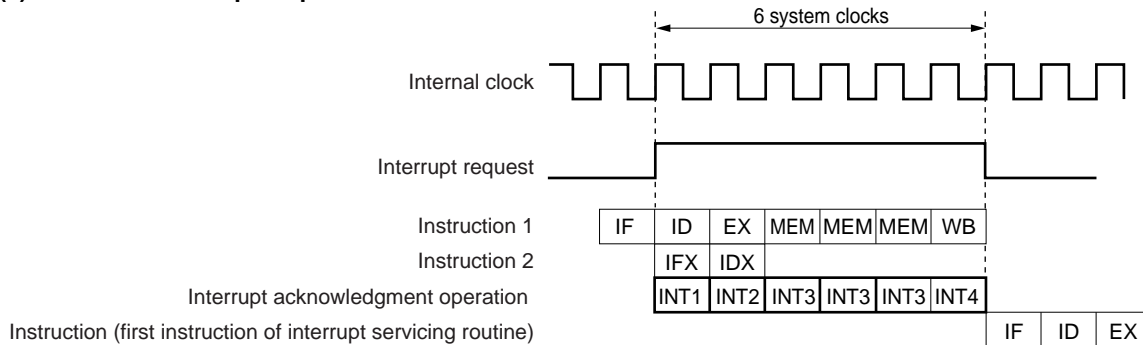 6 system clocks
Internal clock
Interrupt request
Instruction 1 IF ID EX MEM MEM MEM WB
Instruction 2 IFX IDX
Interrupt acknowledgment operation INT1 INT2 INT3 INT3 INT3 INT4
Instruction (first instruction of interrupt servicing routine) IF ID EX